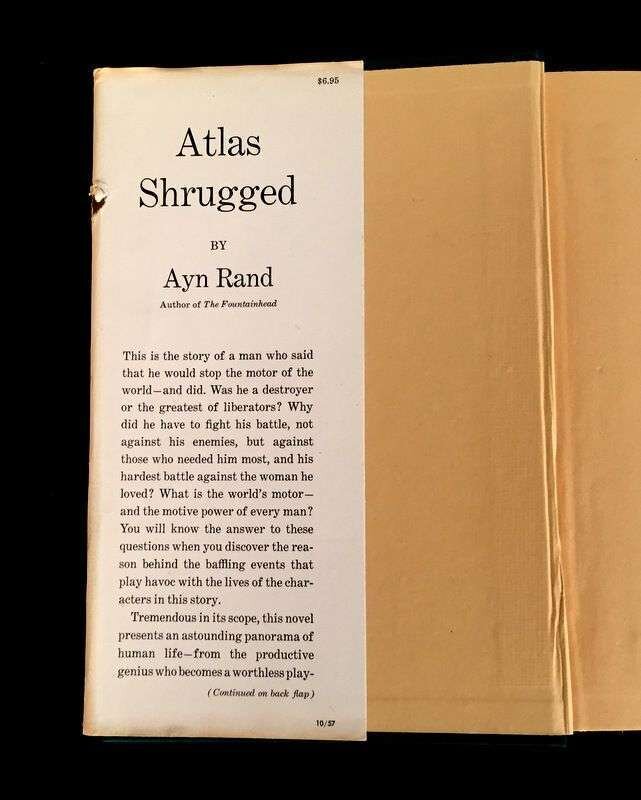 $6.95
Atlas
Shrugged
BY
Ayn Rand
Author of The Fountainhead
This is the story of a man who said
that he would stop the motor of the
world—and did. Was he a destroyer
or the greatest of liberators? Why
did he have to fight his battle, not
against his enemies, but against
those who needed him most, and his
hardest battle against the woman he
loved? What is the world's motor—
and the motive power of every man?
You will know the answer to these
questions when you discover the rea-
son behind the baffling events that
play havoc with the lives of the char-
acters in this story.
Tremendous in its scope, this novel
presents an astounding panorama of
human life—from the productive
genius who becomes a worthless play-
(Continued on back flap)
10/57